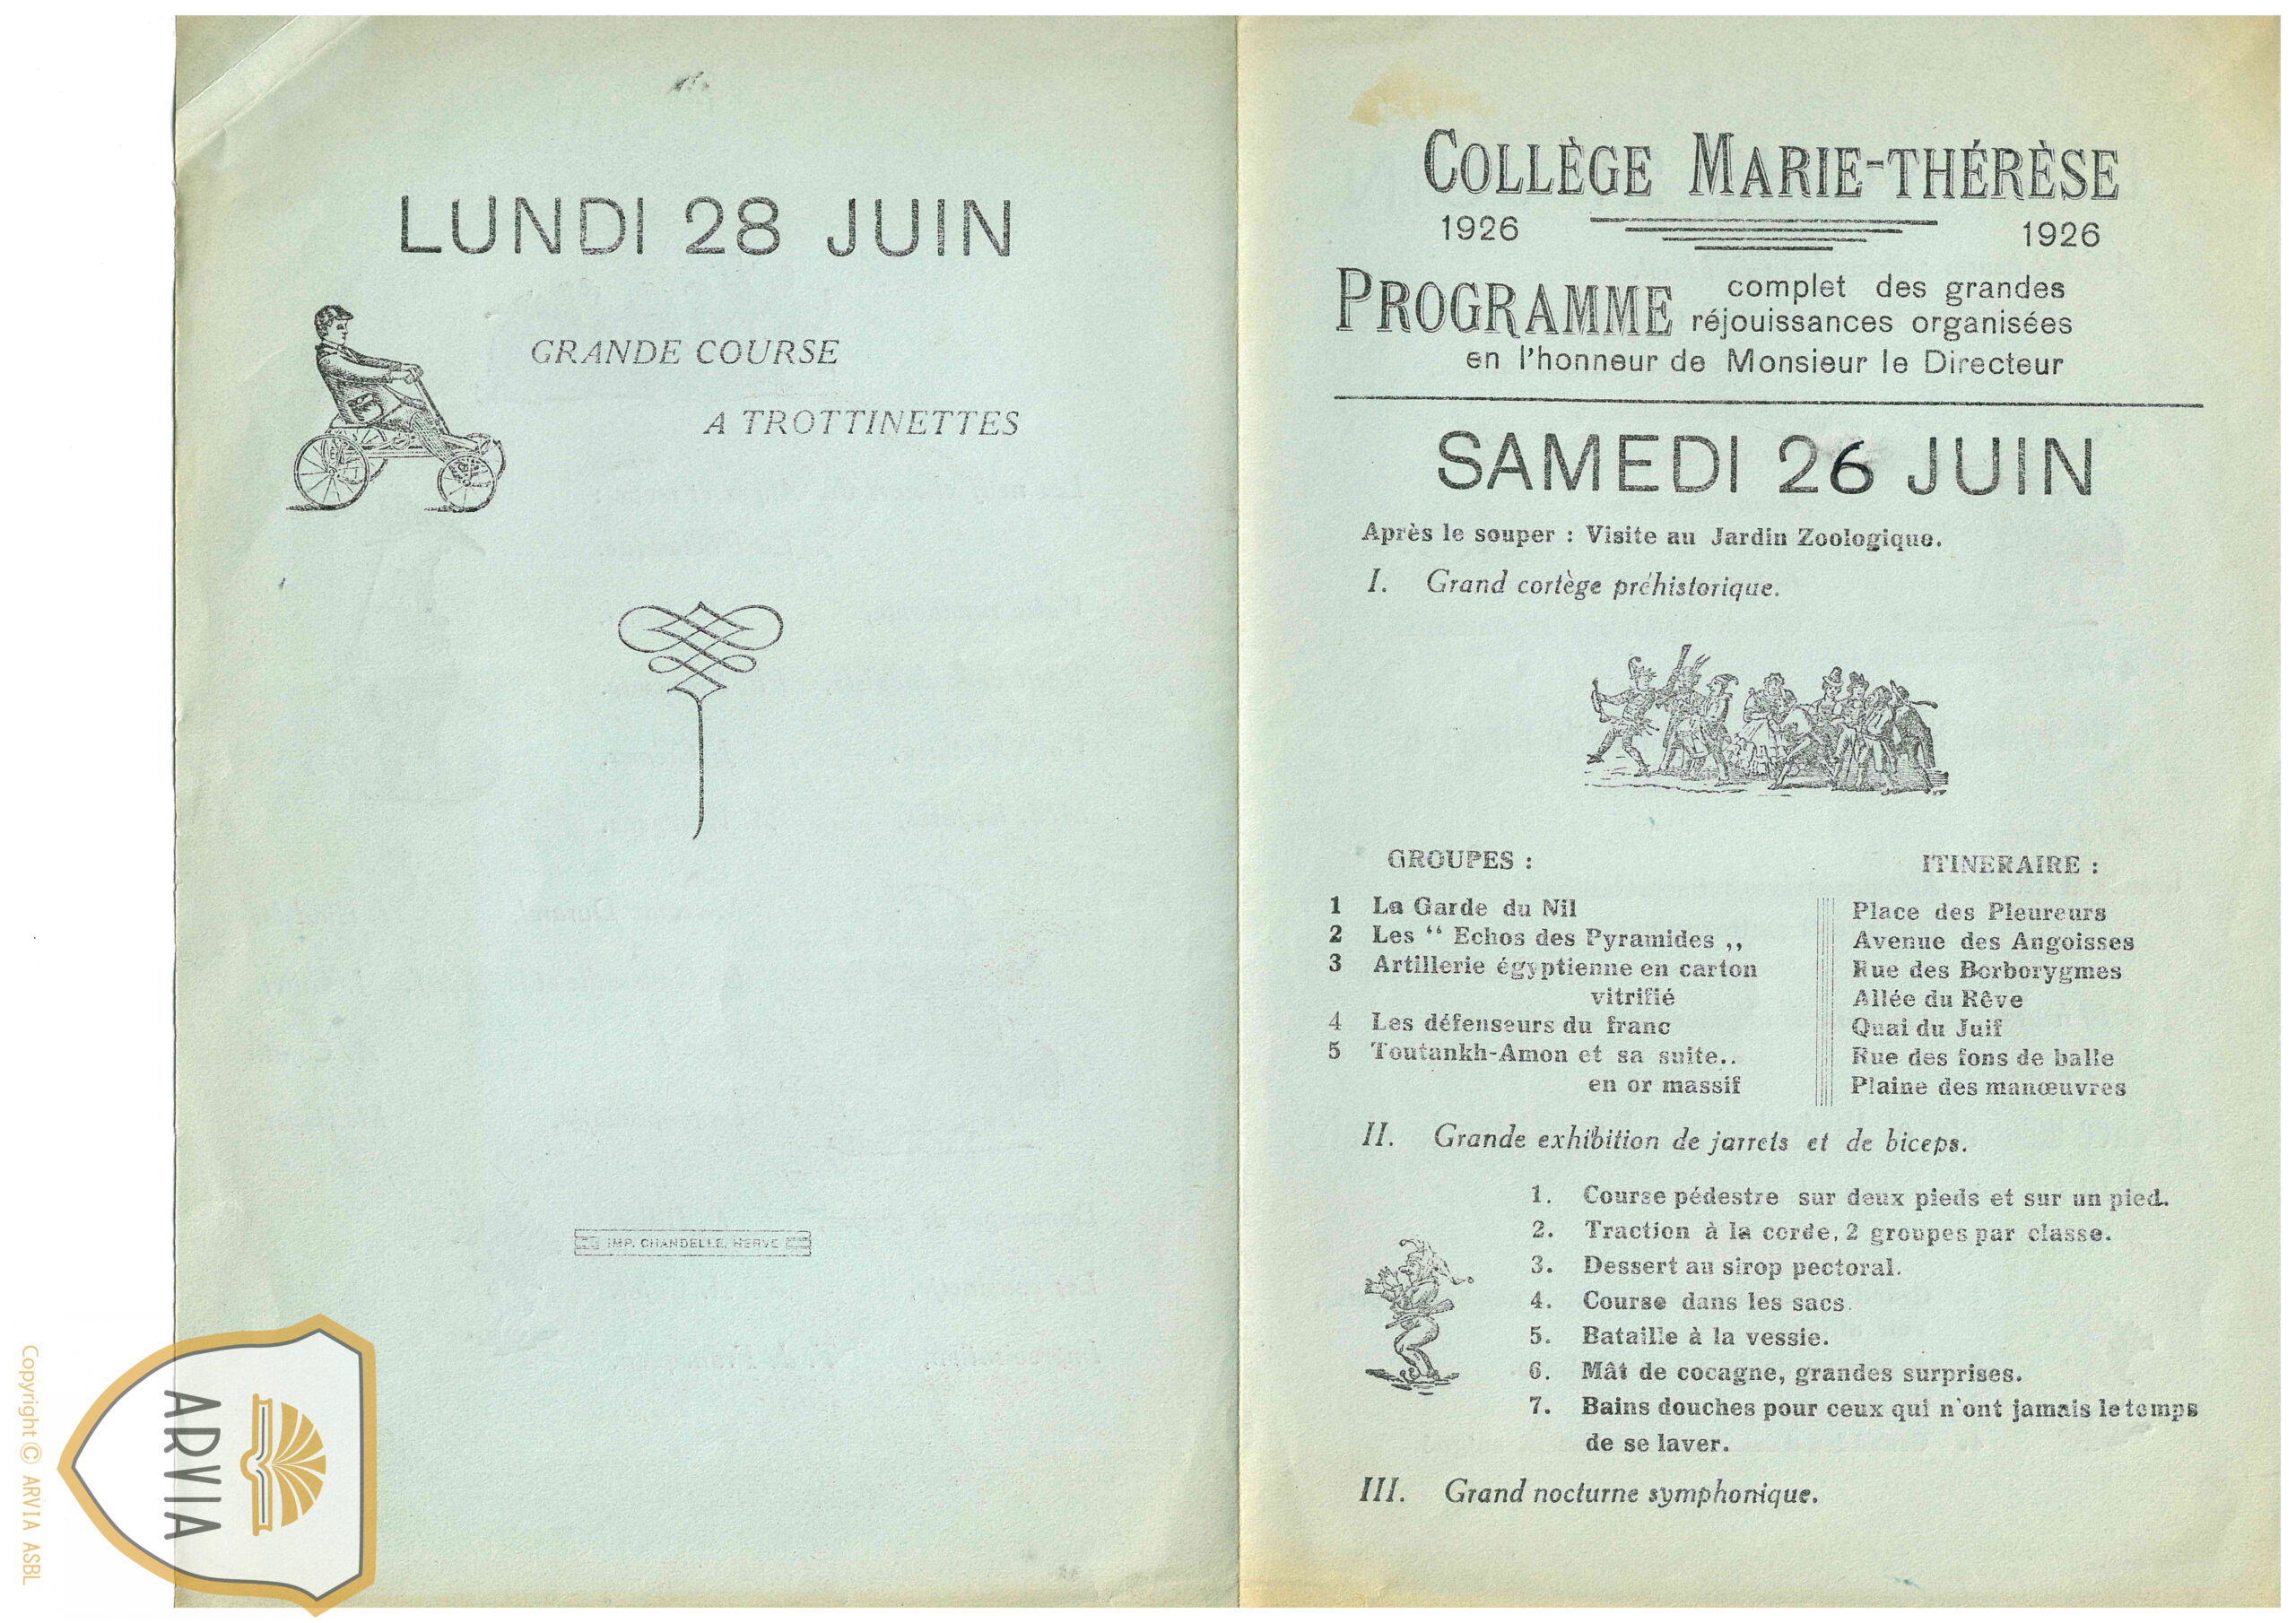 LUNDI 28 JUIN
GRANDE COURSE
A TROTTINETTES
IMP. CHANDELLE, HERVE
COLLÈGE MARIE-THÉRÈSE
1926 1926
PROGRAMME complet des grandes
réjouissances organisées
en l'honneur de Monsieur le Directeur
SAMEDI 26 JUIN
Après le souper : Visite au Jardin Zoologique.
I. Grand cortège préhistorique.
GROUPES :
1 La Garde du Nil
2 Les “ Echos des Pyramides ,,
3 Artillerie égyptienne en carton
vitrifié
4 Les défenseurs du franc
5 Toutankh-Amon et sa suite..
en or massif
ITINERAIRE :
Place des Pleureurs
Avenue des Angoisses
Rue des Borborygmes
Allée du Rêve
Quai du Juif
Rue des fons de balle
Plaine des manœuvres
II. Grande exhibition de jarrets et de biceps.
1. Course pédestre sur deux pieds et sur un pied.
2. Traction à la corde, 2 groupes par classe.
3. Dessert au sirop pectoral.
4. Course dans les sacs.
5. Bataille à la vessie.
6. Mât de cocagne, grandes surprises.
7. Bains douches pour ceux qui n'ont jamais le temps
de se laver.
III. Grand nocturne symphonique.
ARVIA
Copyright © ARVIA ASBL